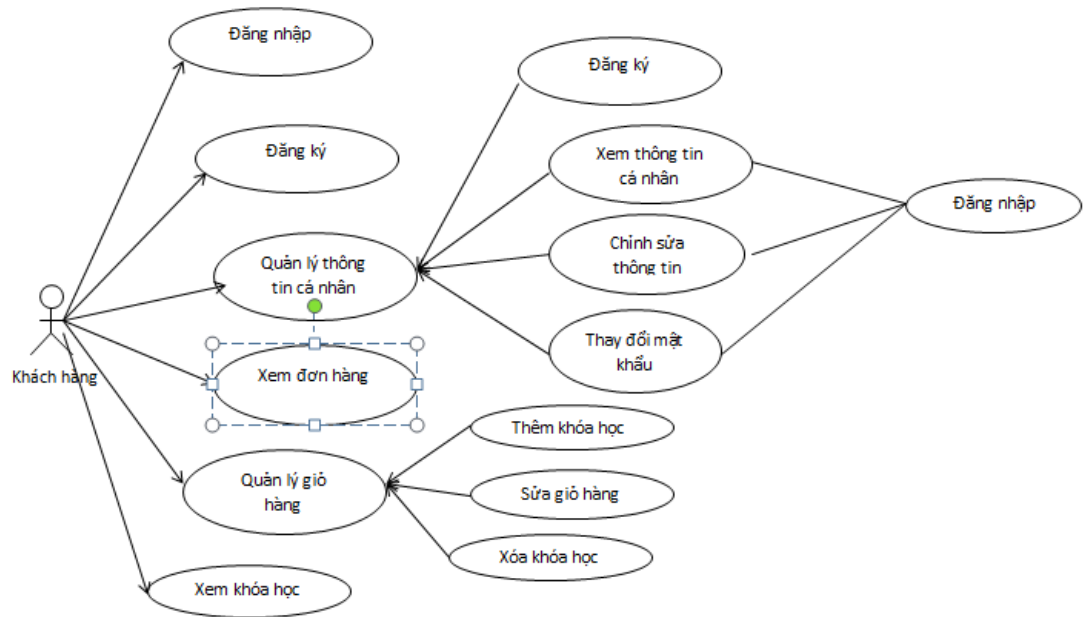 Đăng nhập
Đăng ký
Đăng ký
Xem thông tin
cá nhân
Đăng nhập
Quản lý thông
tin cá nhân
Chỉnh sửa
thông tin
Thay đổi mật
khẩu
Khách hàng
Xem đơn hàng
Thêm khóa học
Quản lý giỏ
hàng
Sửa giỏ hàng
Xóa khóa học
Xem khóa học